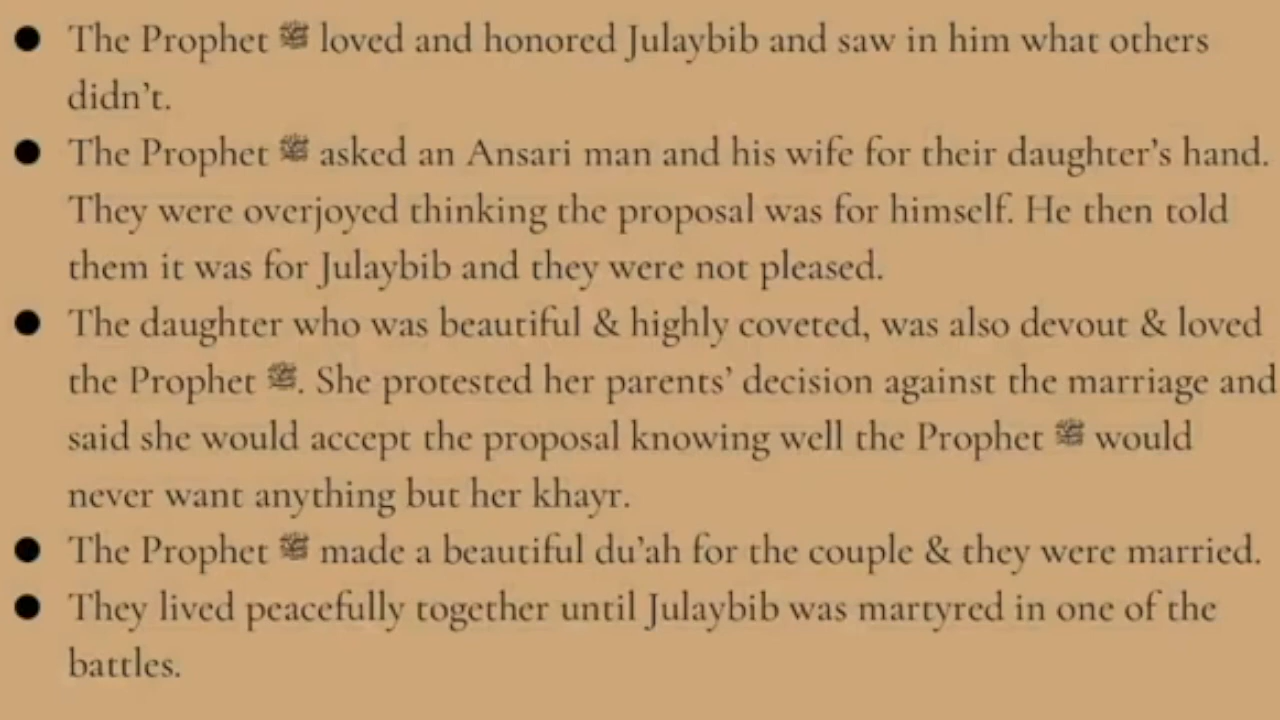 ● The Prophet ﷺ loved and honored Julaybib and saw in him what others
didn’t.
● The Prophet ﷺ asked an Ansari man and his wife for their daughter’s hand.
They were overjoyed thinking the proposal was for himself. He then told
them it was for Julaybib and they were not pleased.
● The daughter who was beautiful & highly coveted, was also devout & loved
the Prophet ﷺ. She protested her parents’ decision against the marriage and
said she would accept the proposal knowing well the Prophet ﷺ would
never want anything but her khayr.
● The Prophet ﷺ made a beautiful du’ah for the couple & they were married.
● They lived peacefully together until Julaybib was martyred in one of the
battles.